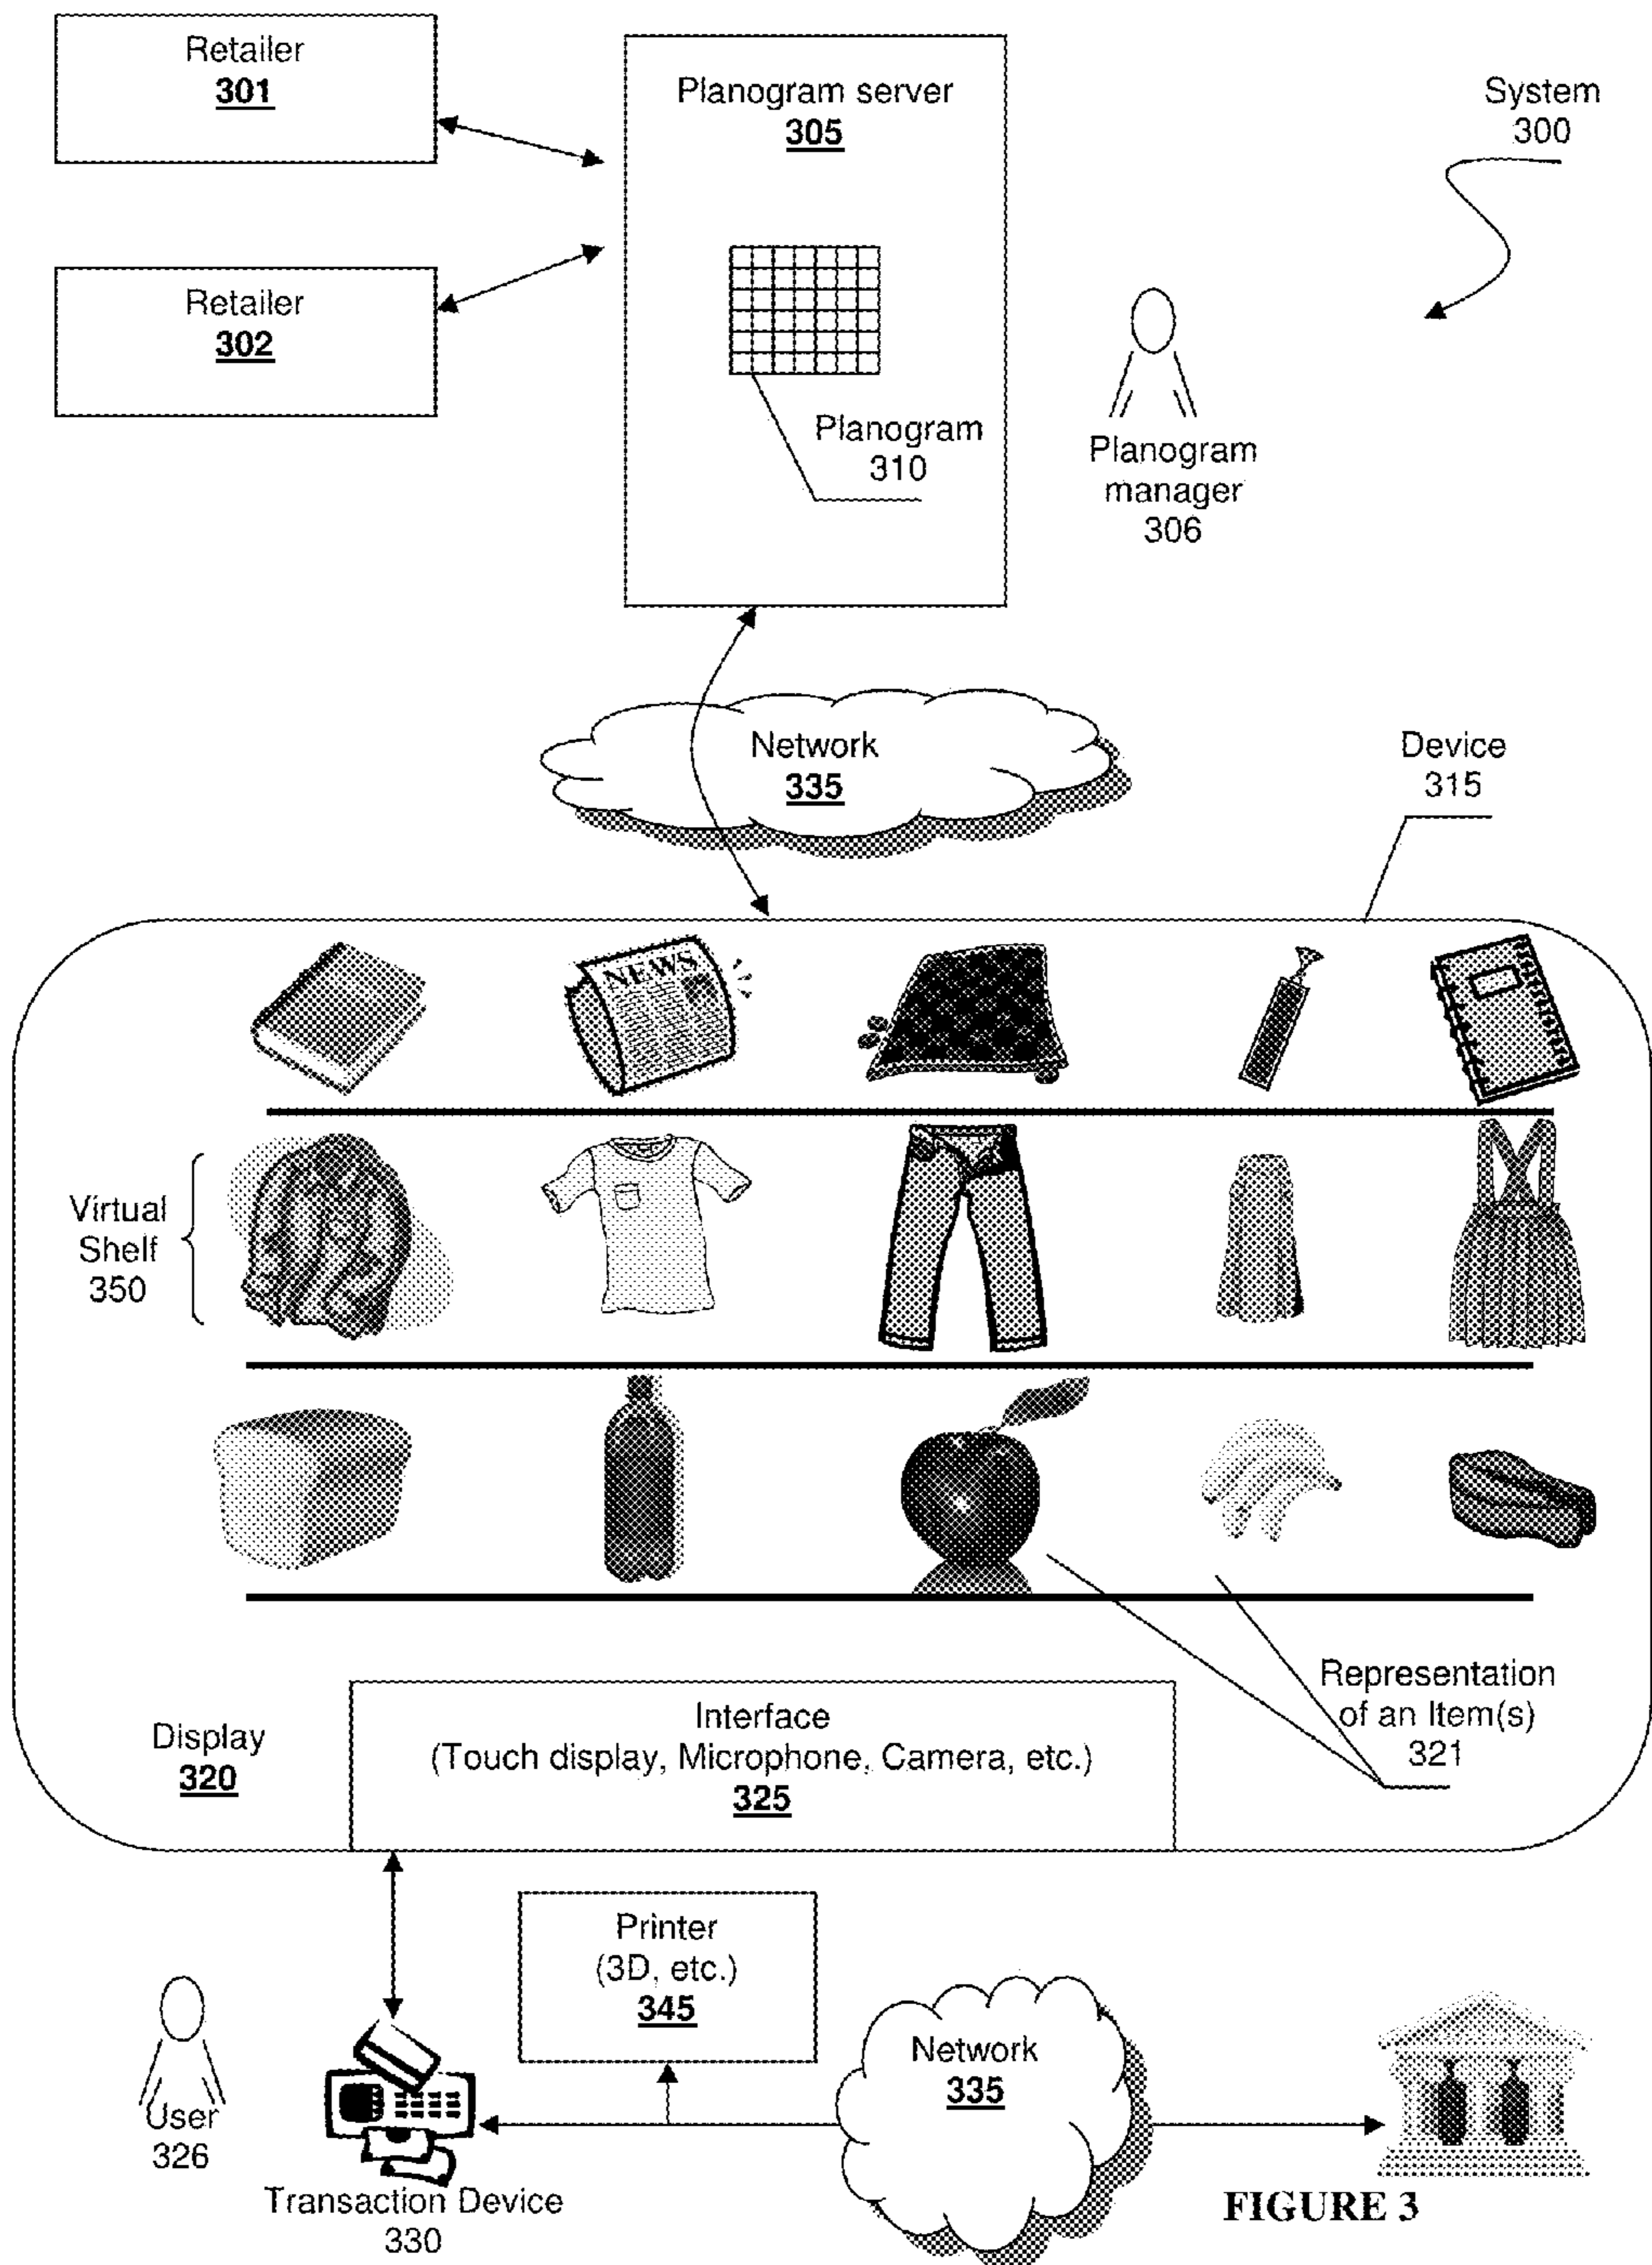 Retailer
301
Planogram server
305
System
300
Retailer
302
Planogram
310
Planogram
manager
306
Network
335
Device
315
NEWS
Virtual
Shelf
350
Representation
of an Item(s)
321
Display
320
Interface
(Touch display, Microphone, Camera, etc.)
325
Printer
(3D, etc.)
345
Network
335
User
326
Transaction Device
330
FIGURE 3